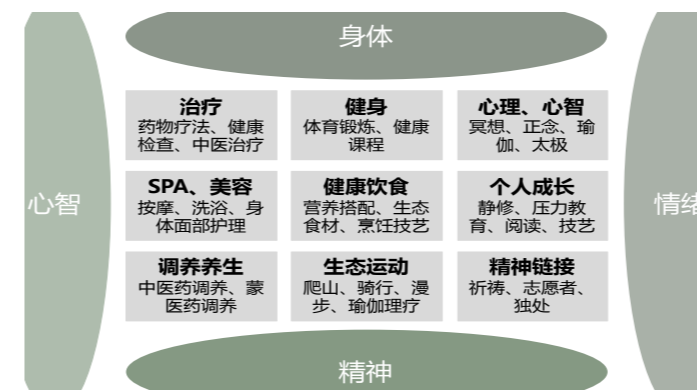 身体
治疗
药物疗法、健康
检查、中医治疗
健身
体育锻炼、健康
课程
心理、心智
冥想、正念、瑜
伽、太极
心智
SPA、美容
按摩、洗浴、身
体面部护理
健康饮食
营养搭配、生态
食材、烹饪技艺
个人成长
静修、压力教
育、阅读、技艺
情绪
调养养生
中医药调养、蒙
医药调养
生态运动
爬山、骑行、漫
步、瑜伽理疗
精神链接
祈祷、志愿者、
独处
精神